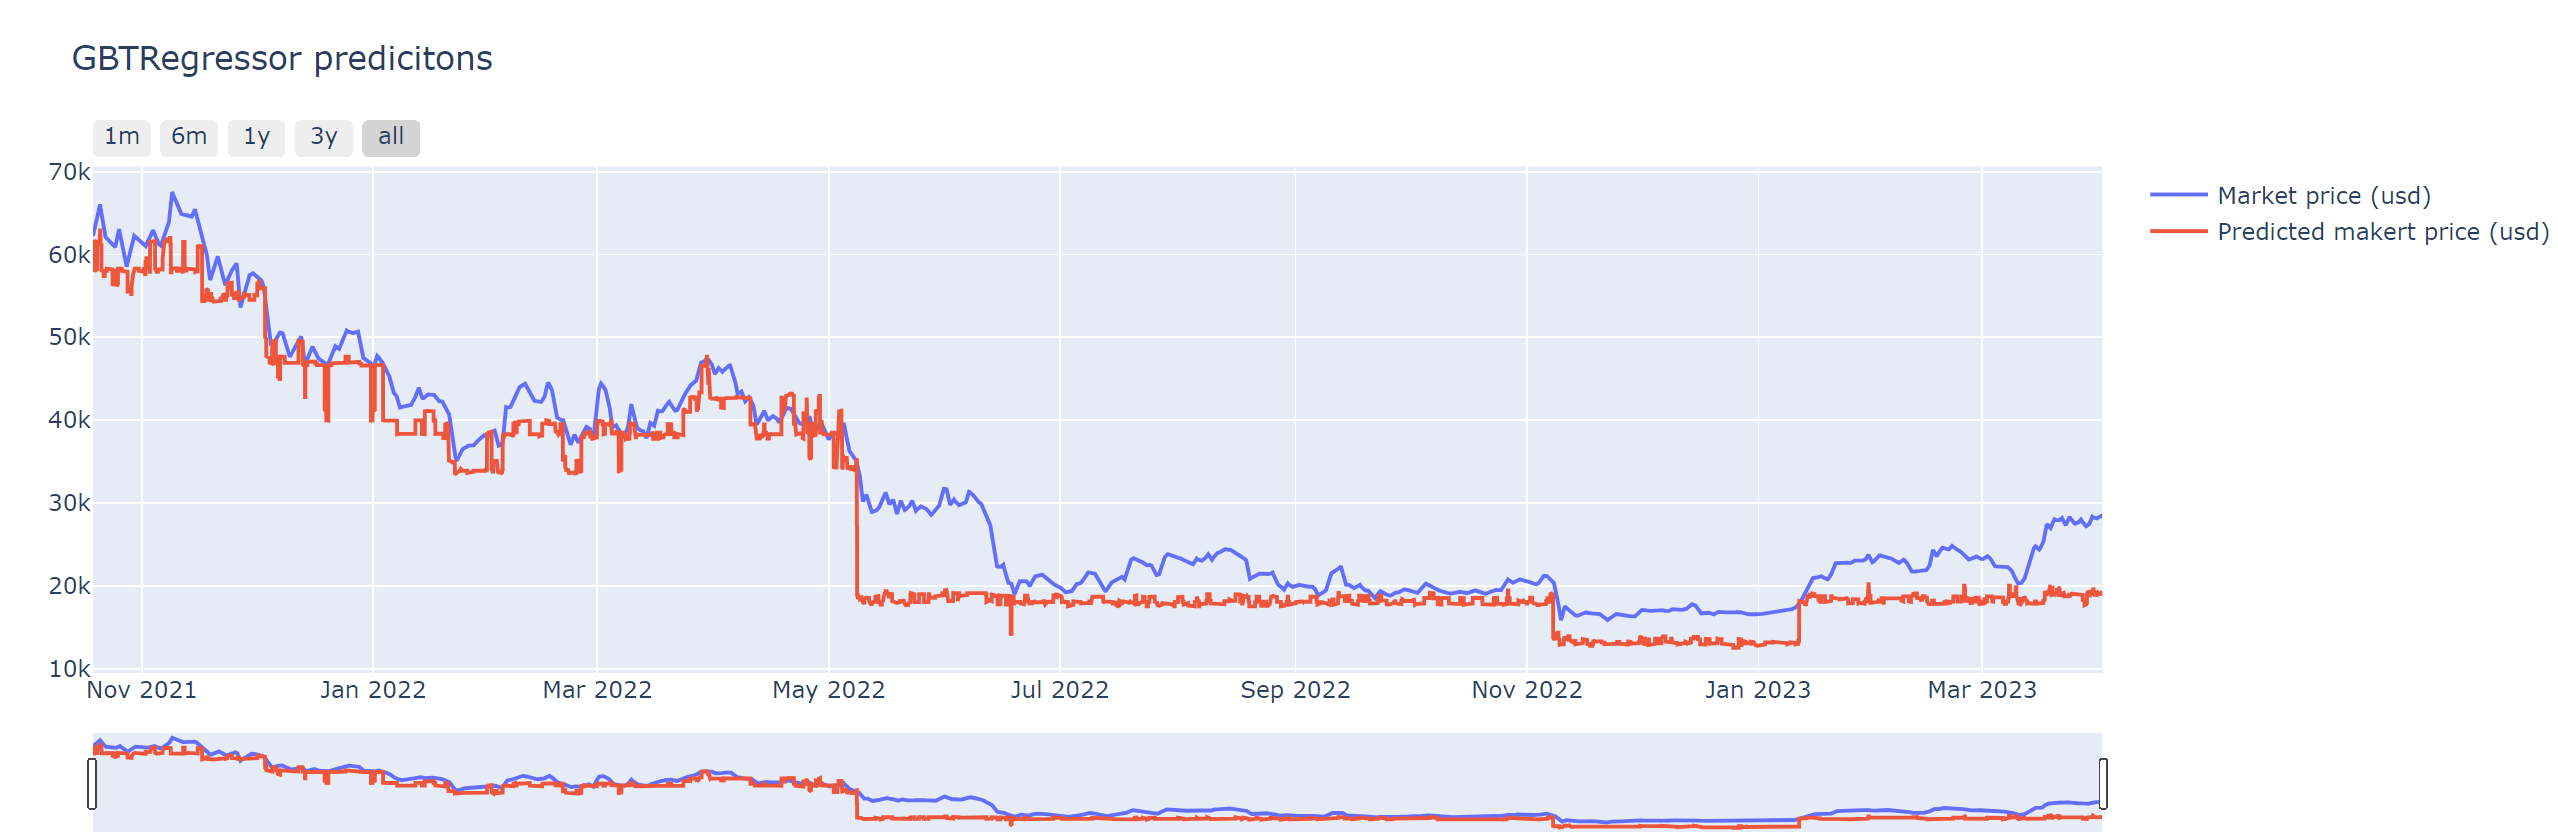 GBTRegressor predicitons
1m 6m 1y 3y all
70k
60k
50k
40k
30k
20k
10k
Nov 2021 Jan 2022 Mar 2022 May 2022 Jul 2022 Sep 2022 Nov 2022 Jan 2023 Mar 2023
Market price (usd)
Predicted makert price (usd)